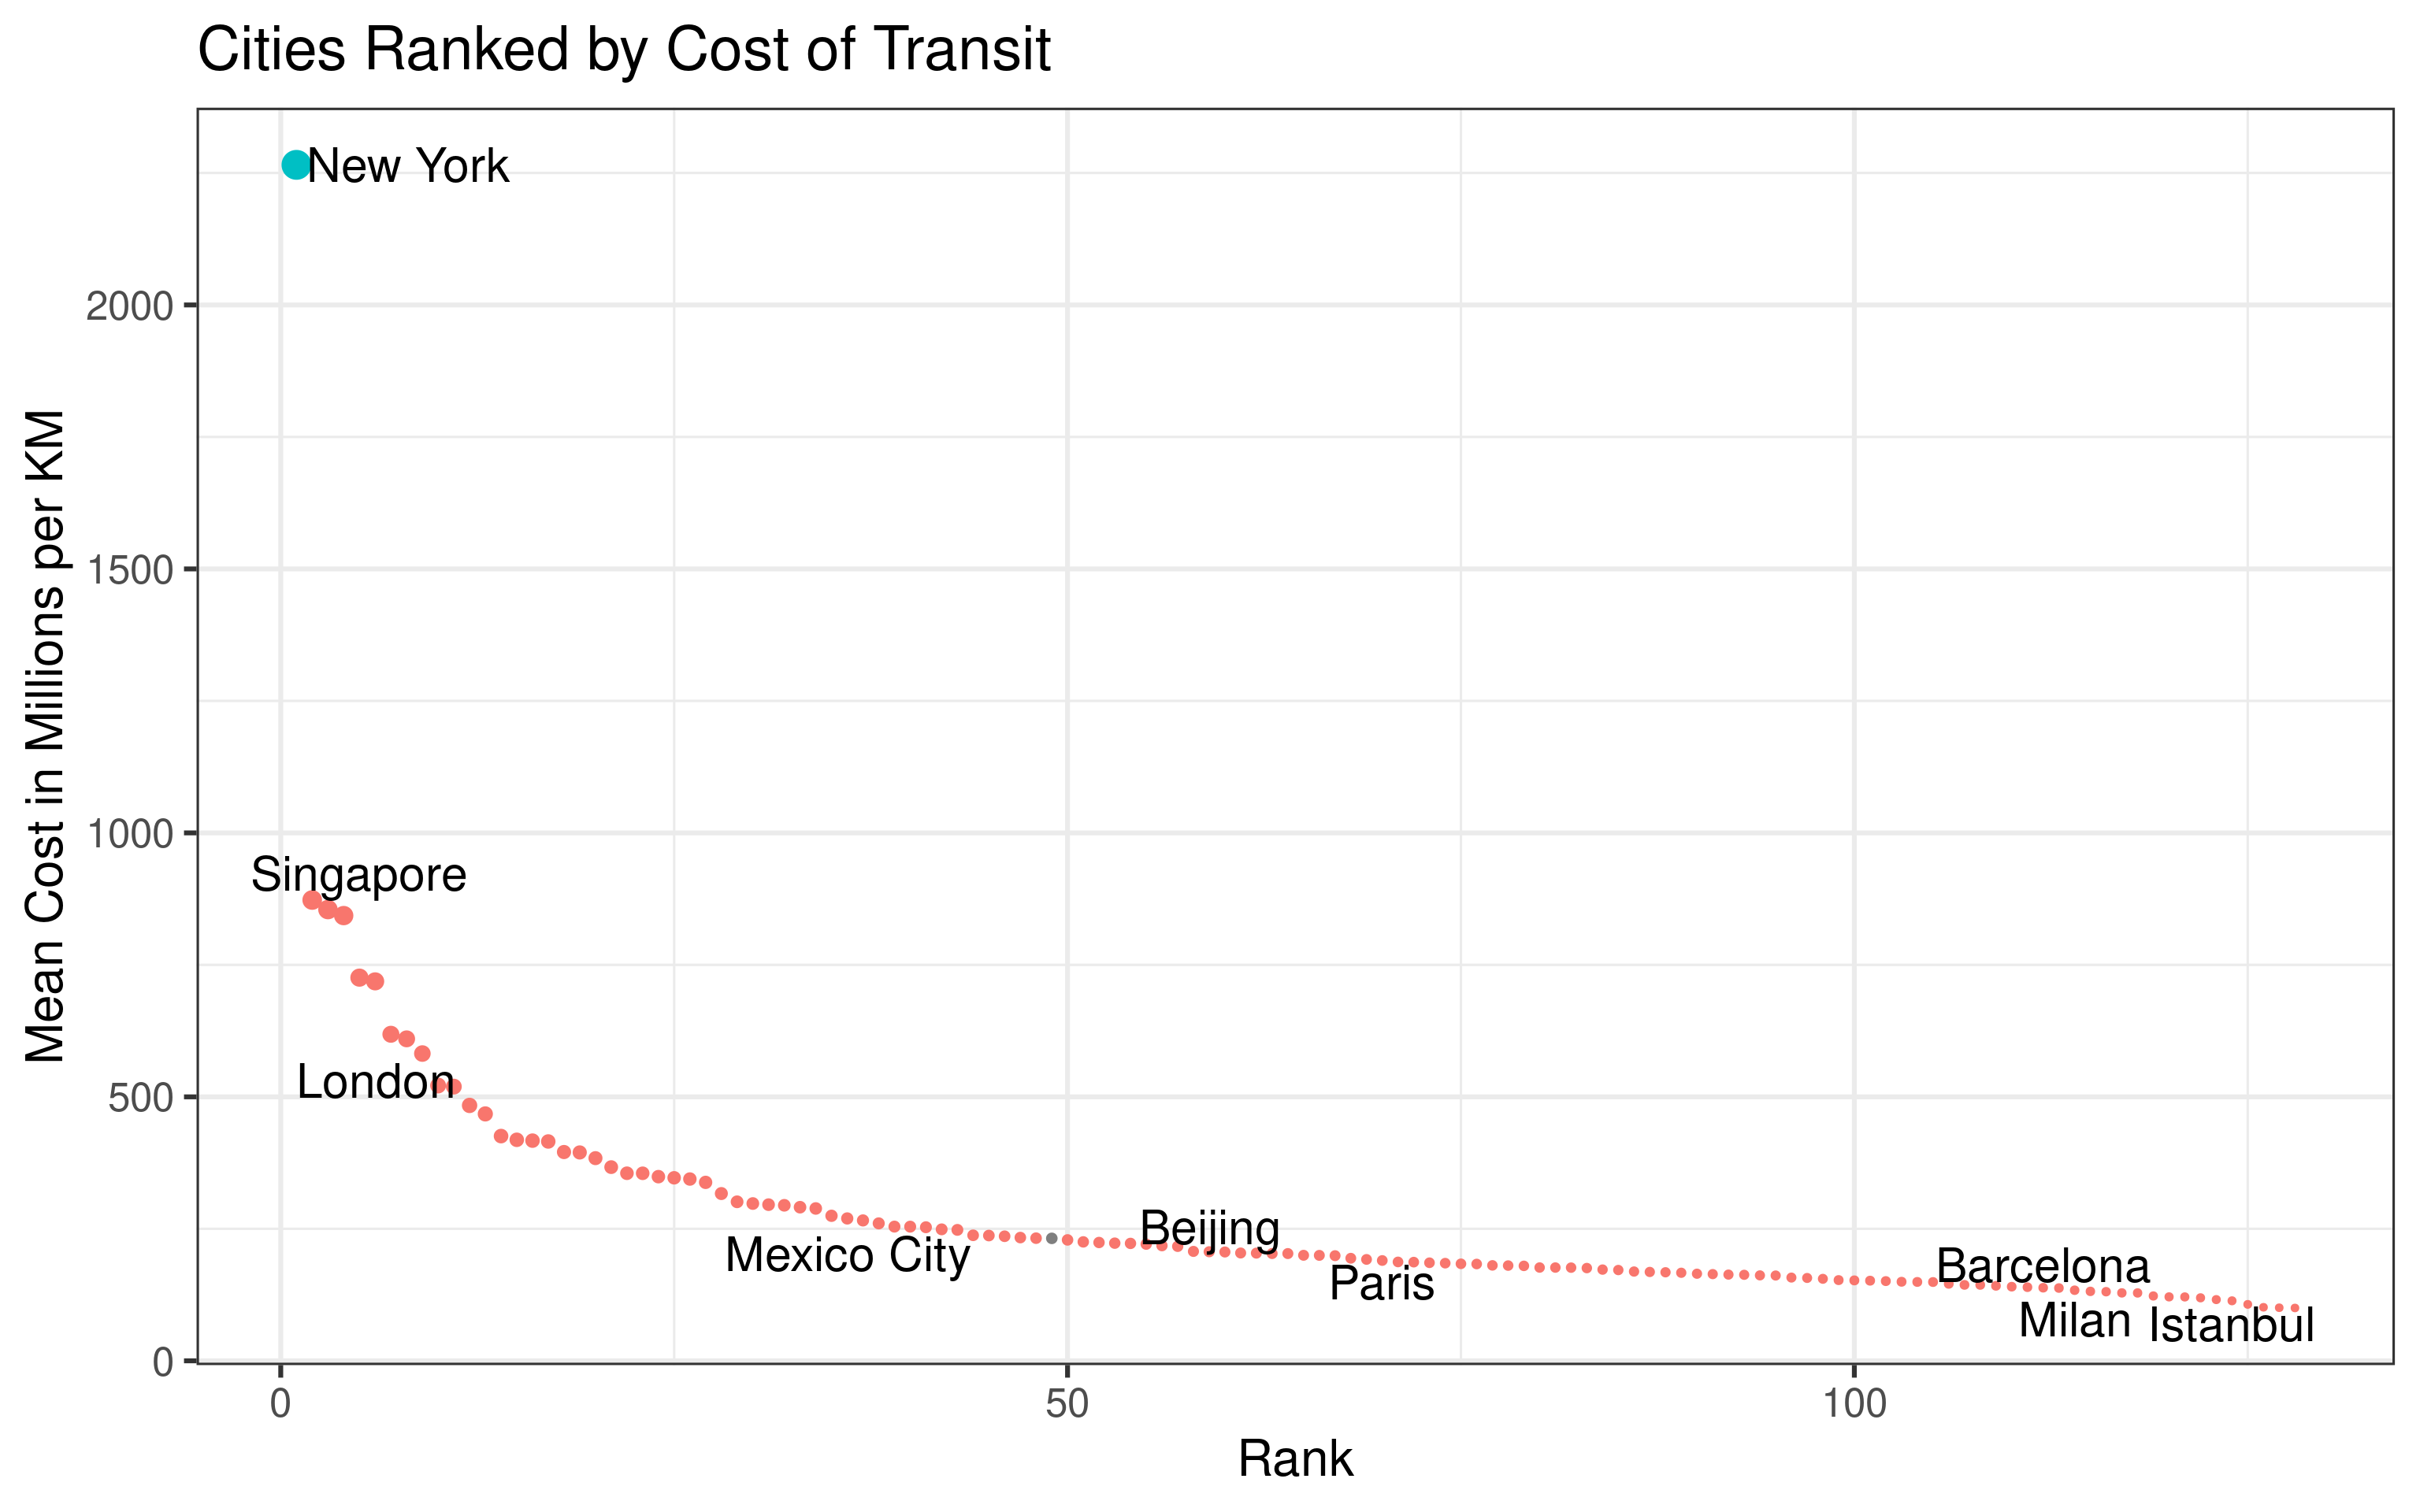 Cities Ranked by Cost of Transit
New York
2000
1500
1000
500
0
Mean Cost in Millions per KM
Singapore
London
Mexico City
Beijing
Paris
Barcelona
Milan
Istanbul
0
50
100
Rank